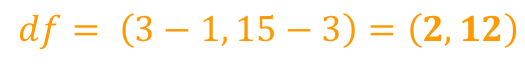 df = (3 − 1, 15 − 3) = (2, 12)